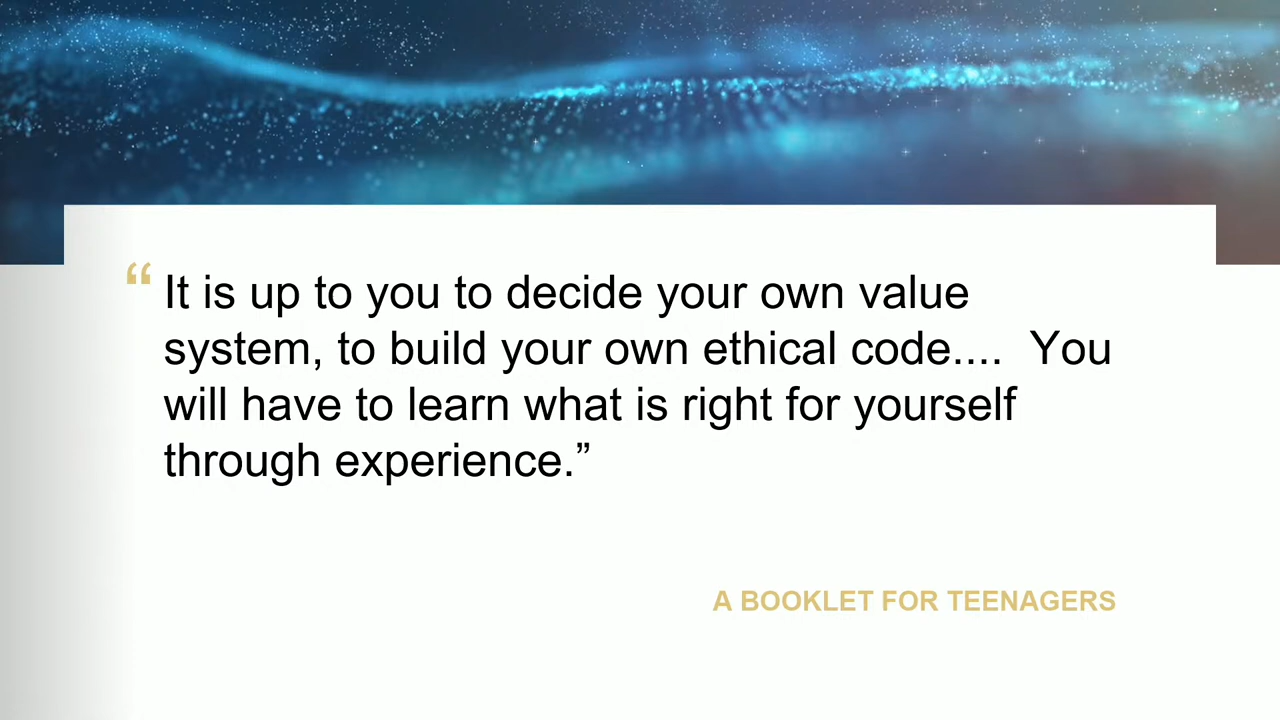 “It is up to you to decide your own value
system, to build your own ethical code....  You
will have to learn what is right for yourself
through experience.”
A BOOKLET FOR TEENAGERS